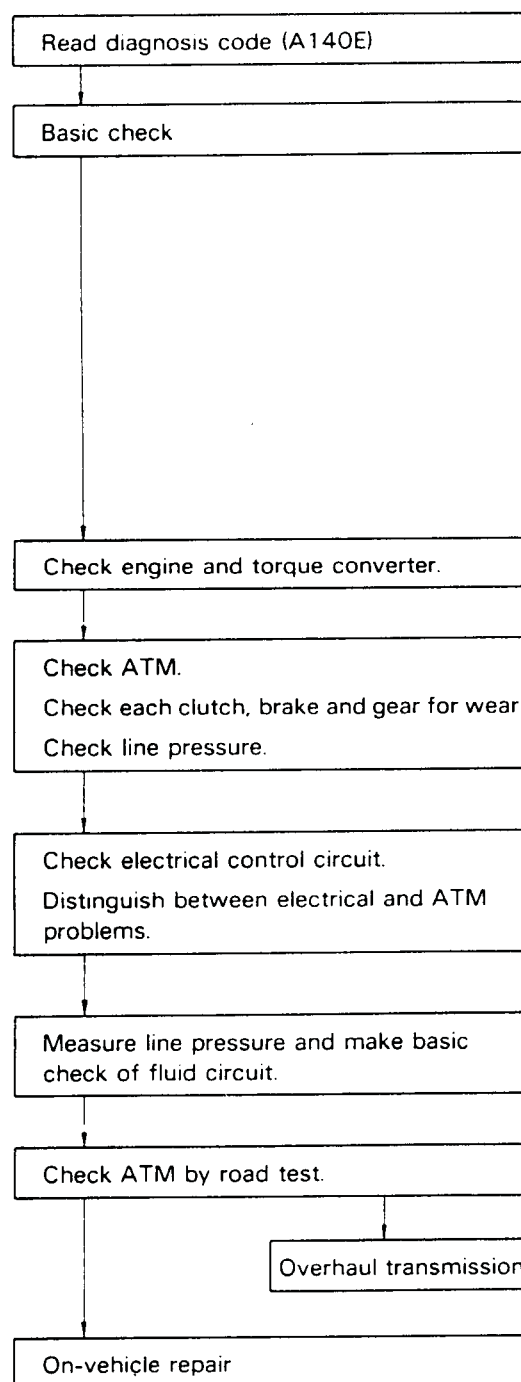 Read diagnosis code (A140E)
Basic check
Check engine and torque converter.
Check ATM.
Check each clutch, brake and gear for wear
Check line pressure.
Check electrical control circuit.
Distinguish between electrical and ATM
problems.
Measure line pressure and make basic
check of fluid circuit.
Check ATM by road test.
Overhaul transmission
On-vehicle repair